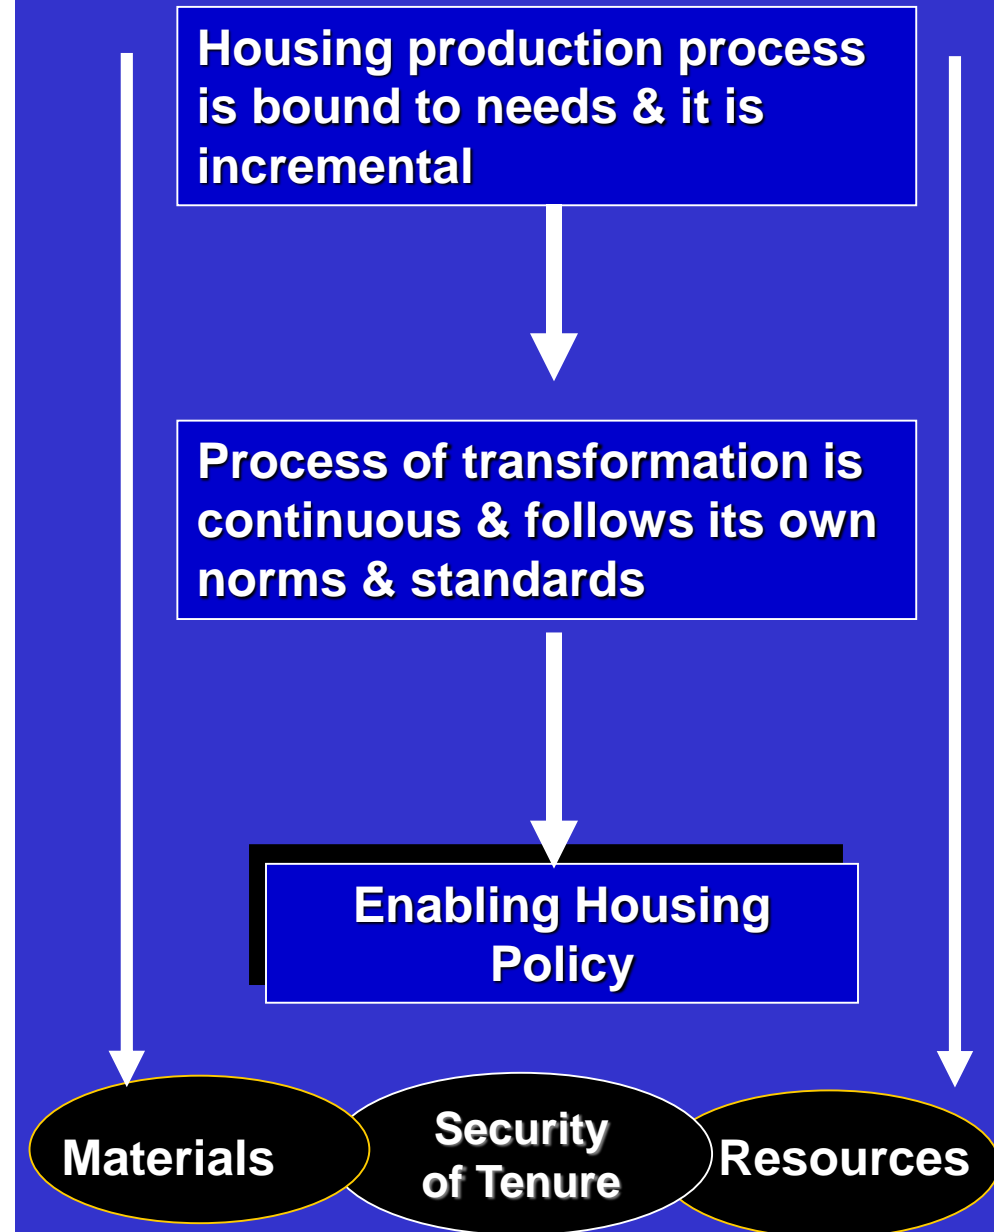 Housing production process
is bound to needs & it is
incremental
Process of transformation is
continuous & follows its own
norms & standards
Enabling Housing
Policy
Materials
Security
of Tenure
Resources